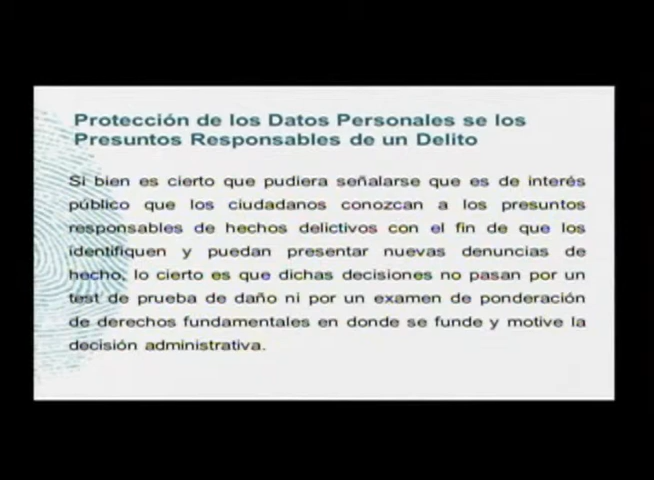 Protección de los Datos Personales se los
Presuntos Responsables de un Delito
Si bien es cierto que pudiera señalarse que es de interés
público que los ciudadanos conozcan a los presuntos
responsables de hechos delictivos con el fin de que los
identifiquen y puedan presentar nuevas denuncias de
hecho, lo cierto es que dichas decisiones no pasan por un
test de prueba de daño ni por un examen de ponderación
de derechos fundamentales en donde se funde y motive la
decisión administrativa.